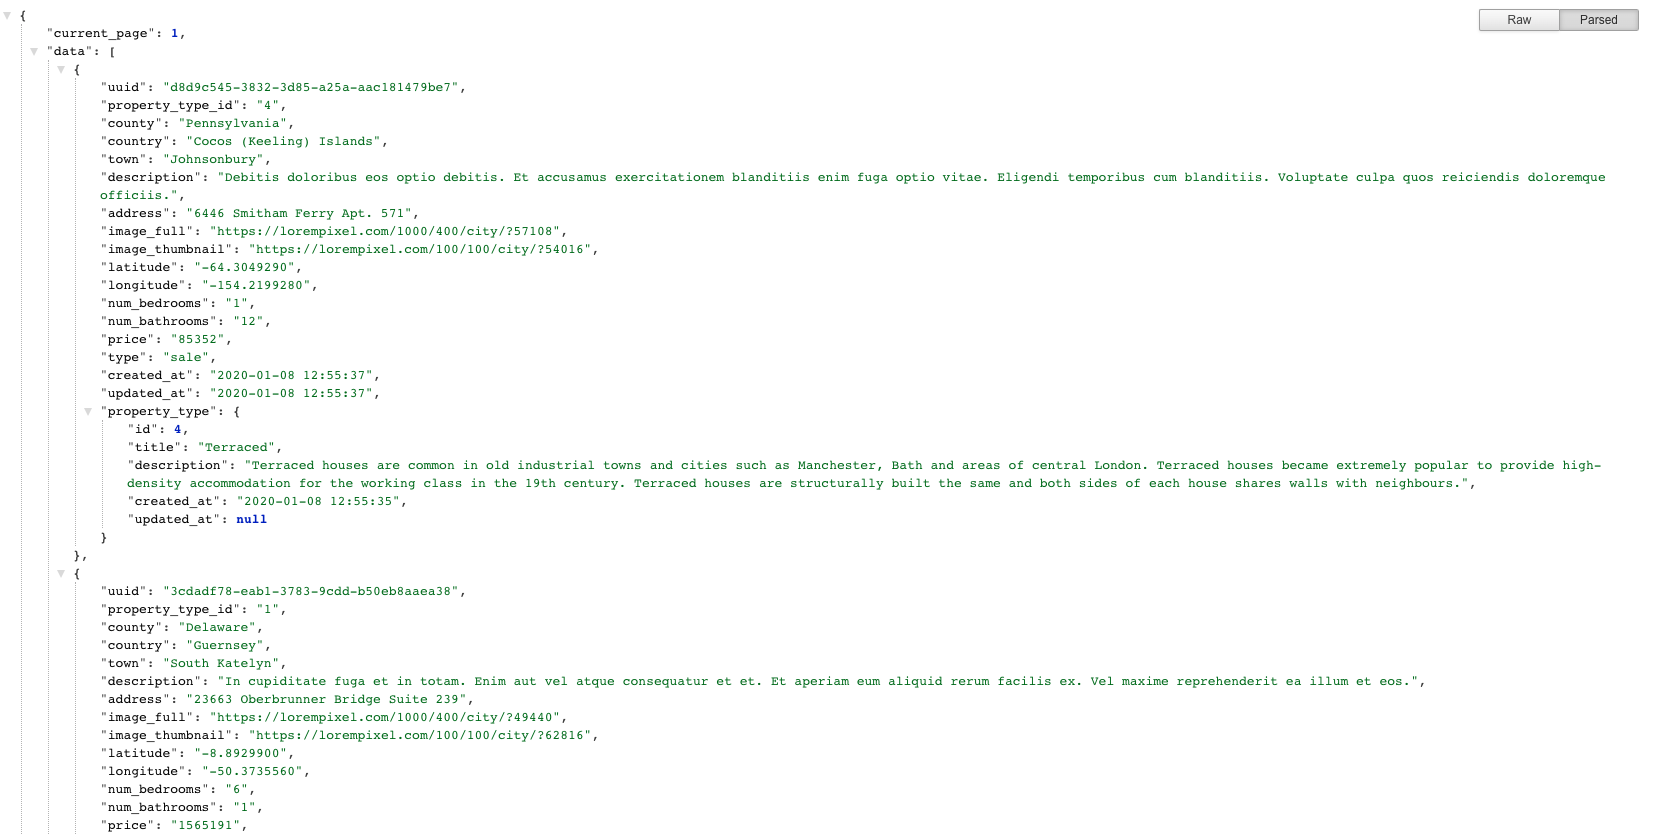 {
Raw Parsed
"current_page": 1,
"data": [
{
"uuid": "d8d9c545-3832-3d85-a25a-aac181479be7",
"property_type_id": "4",
"county": "Pennsylvania",
"country": "Cocos (Keeling) Islands",
"town": "Johnsonbury",
"description": "Debitis doloribus eos optio debitis. Et accusamus exercitationem blanditiis enim fuga optio vitae. Eligendi temporibus cum blanditiis. Voluptate culpa quos reiciendis doloremque
officiis.",
"address": "6446 Smitham Ferry Apt. 571",
"image_full": "https://lorempixel.com/1000/400/city/?57108",
"image_thumbnail": "https://lorempixel.com/100/100/city/?54016",
"latitude": "-64.3049290",
"longitude": "-154.2199280",
"num_bedrooms": "1",
"num_bathrooms": "12",
"price": "85352",
"type": "sale",
"created_at": "2020-01-08 12:55:37",
"updated_at": "2020-01-08 12:55:37",
"property_type": {
"id": 4,
"title": "Terraced",
"description": "Terraced houses are common in old industrial towns and cities such as Manchester, Bath and areas of central London. Terraced houses became extremely popular to provide high-
density accommodation for the working class in the 19th century. Terraced houses are structurally built the same and both sides of each house shares walls with neighbours.",
"created_at": "2020-01-08 12:55:35",
"updated_at": null
}
},
{
"uuid": "3cdadf78-eab1-3783-9cdd-b50eb8aaea38",
"property_type_id": "1",
"county": "Delaware",
"country": "Guernsey",
"town": "South Katelyn",
"description": "In cupiditate fuga et in totam. Enim aut vel atque consequatur et et. Et aperiam eum aliquid rerum facilis ex. Vel maxime reprehenderit ea illum et eos.",
"address": "23663 Oberbrunner Bridge Suite 239",
"image_full": "https://lorempixel.com/1000/400/city/?49440",
"image_thumbnail": "https://lorempixel.com/100/100/city/?62816",
"latitude": "-8.8929900",
"longitude": "-50.3735560",
"num_bedrooms": "6",
"num_bathrooms": "1",
"price": "1565191",